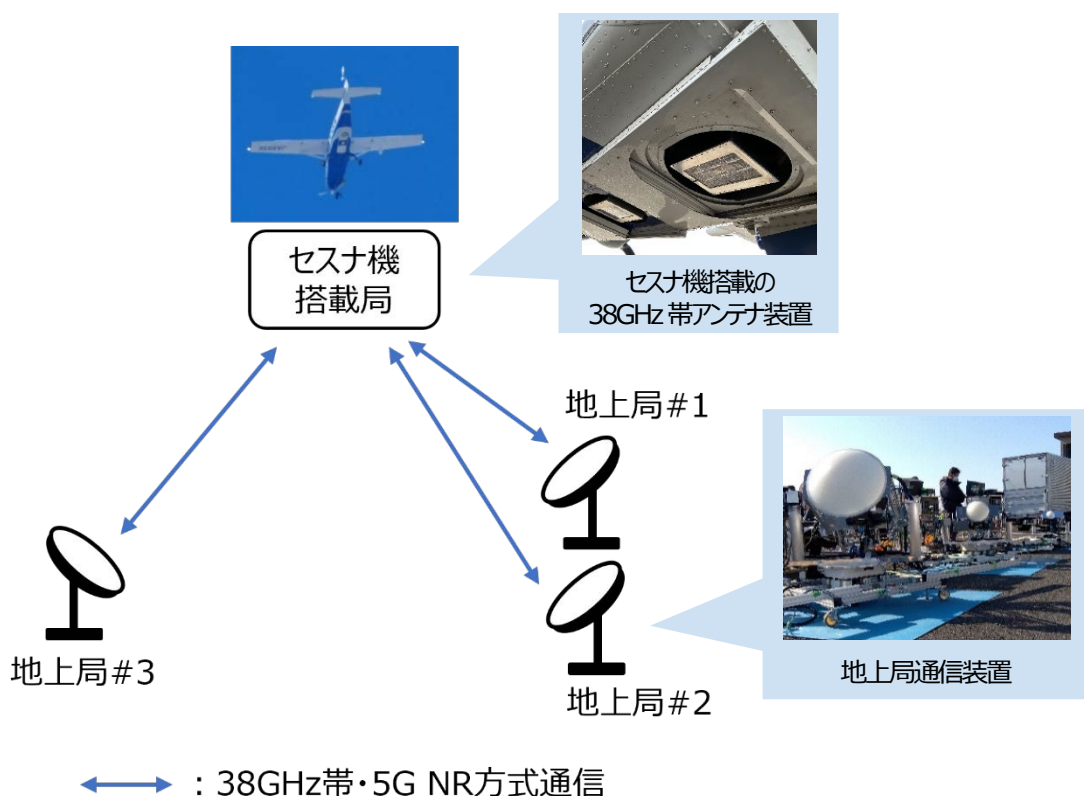 セスナ機
搭載局
セスナ機搭載の
38GHz 帯アンテナ装置
地上局#1
地上局#3
地上局#2
地上局通信装置
：38GHz帯・5G NR方式通信